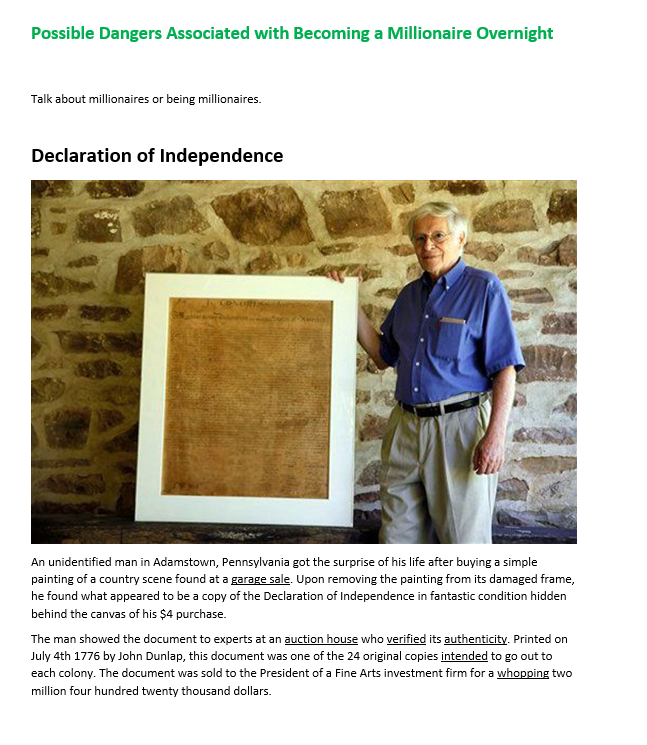 Possible Dangers Associated with Becoming a Millionaire Overnight
Talk about millionaires or being millionaires.
Declaration of Independence
An unidentified man in Adamstown, Pennsylvania got the surprise of his life after buying a simple
painting of a country scene found at a garage sale. Upon removing the painting from its damaged frame,
he found what appeared to be a copy of the Declaration of Independence in fantastic condition hidden
behind the canvas of his $4 purchase.
The man showed the document to experts at an auction house who verified its authenticity. Printed on
July 4th 1776 by John Dunlap, this document was one of the 24 original copies intended to go out to
each colony. The document was sold to the President of a Fine Arts investment firm for a whopping two
million four hundred twenty thousand dollars.